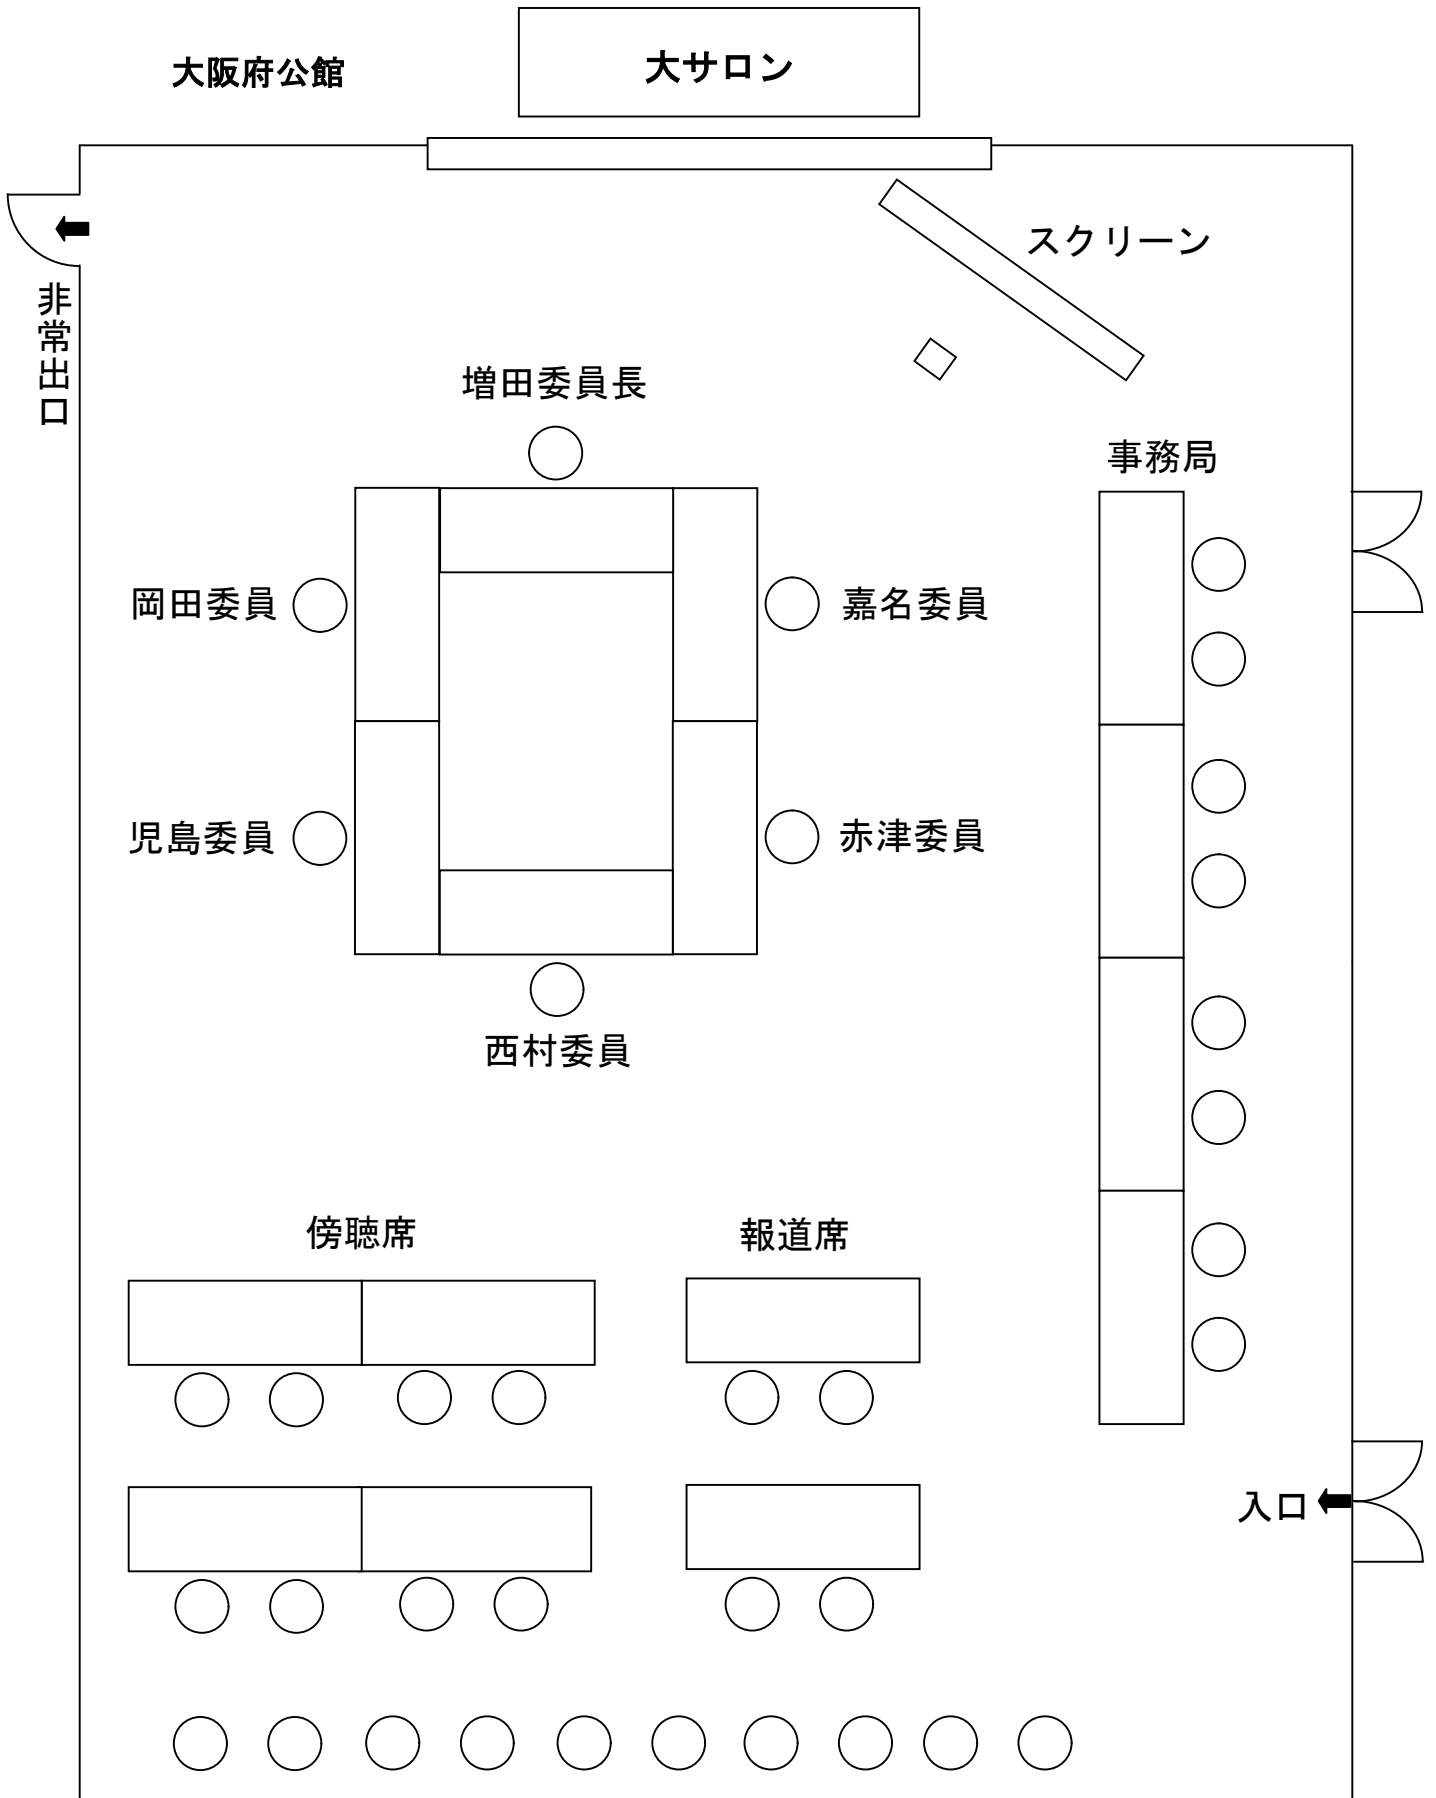 大阪府公館
大サロン
スクリーン
非常出口
増田委員長
事務局
岡田委員
嘉名委員
児島委員
赤津委員
西村委員
傍聴席
報道席
入口